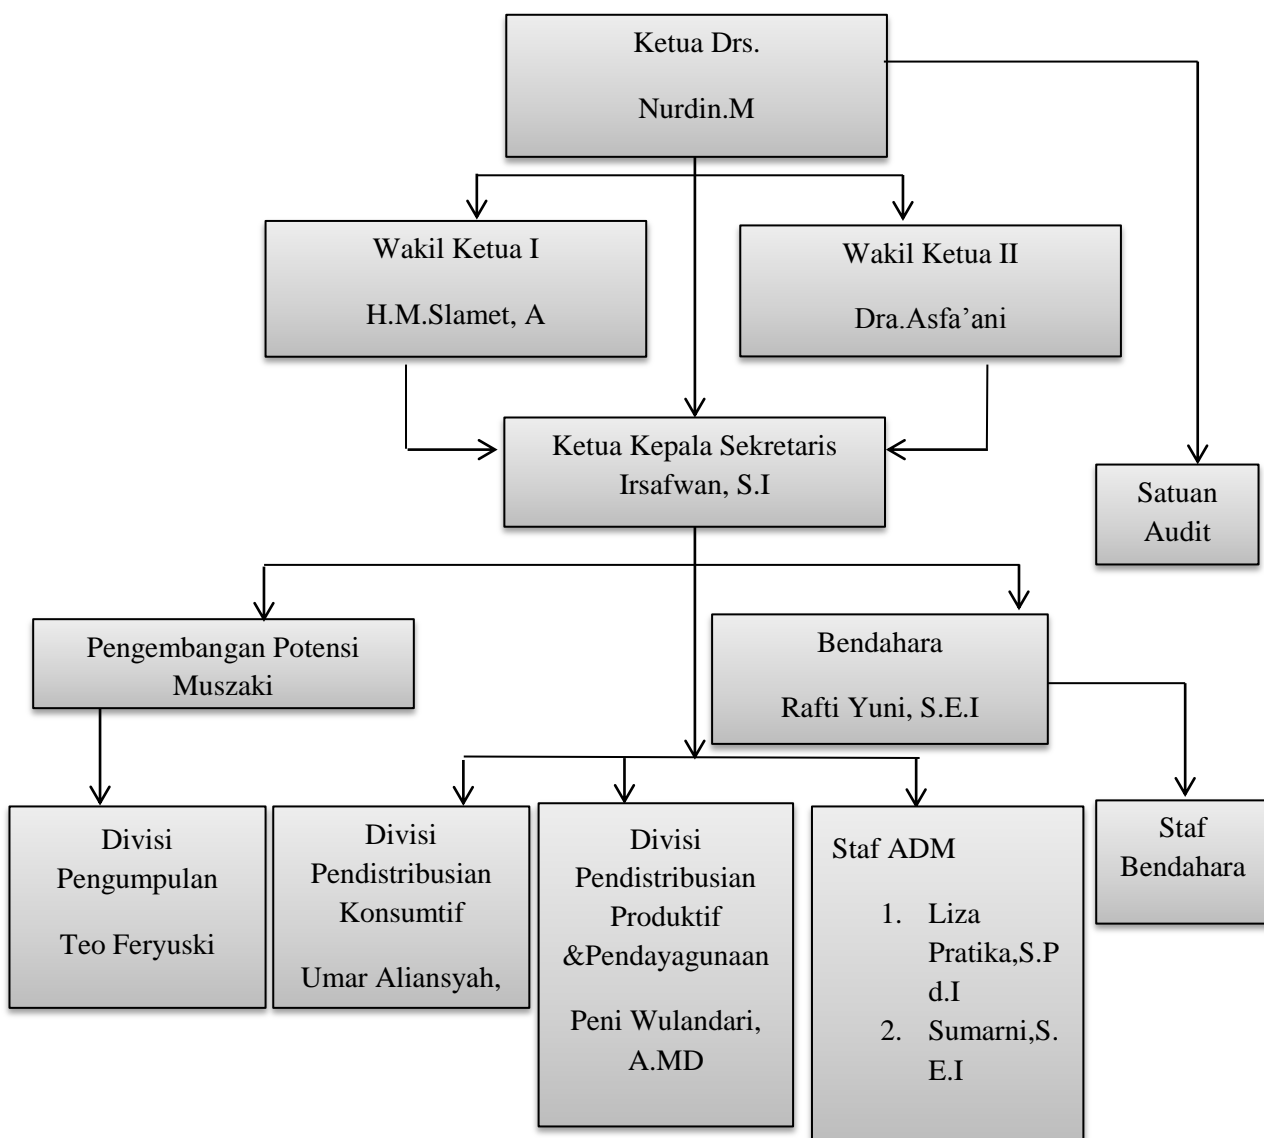 Ketua Drs.
Nurdin.M
Wakil Ketua I
H.M.Slamet, A
Wakil Ketua II
Dra.Asfa’ani
Ketua Kepala Sekretaris
Irsafwan, S.I
Satuan
Audit
Pengembangan Potensi
Muszaki
Bendahara
Rafti Yuni, S.E.I
Divisi
Pengumpulan
Teo Feryuski
Divisi
Pendistribusian
Konsumtif
Umar Aliansyah,
Divisi
Pendistribusian
Produktif
&Pendayagunaan
Peni Wulandari,
A.MD
Staf ADM
1. Liza
Pratika,S.P
d.I
2. Sumarni,S.
E.I
Staf
Bendahara